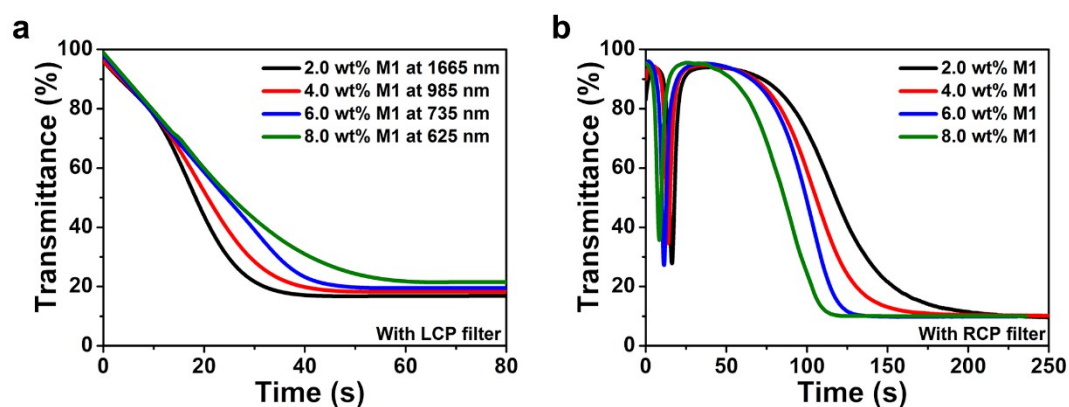 a
b
Transmittance (%)
100
80
60
40
20
0
2.0 wt% M1 at 1665 nm
4.0 wt% M1 at 985 nm
6.0 wt% M1 at 735 nm
8.0 wt% M1 at 625 nm
With LCP filter
0 20 40 60 80
Time (s)
Transmittance (%)
100
80
60
40
20
0
2.0 wt% M1
4.0 wt% M1
6.0 wt% M1
8.0 wt% M1
With RCP filter
0 50 100 150 200 250
Time (s)